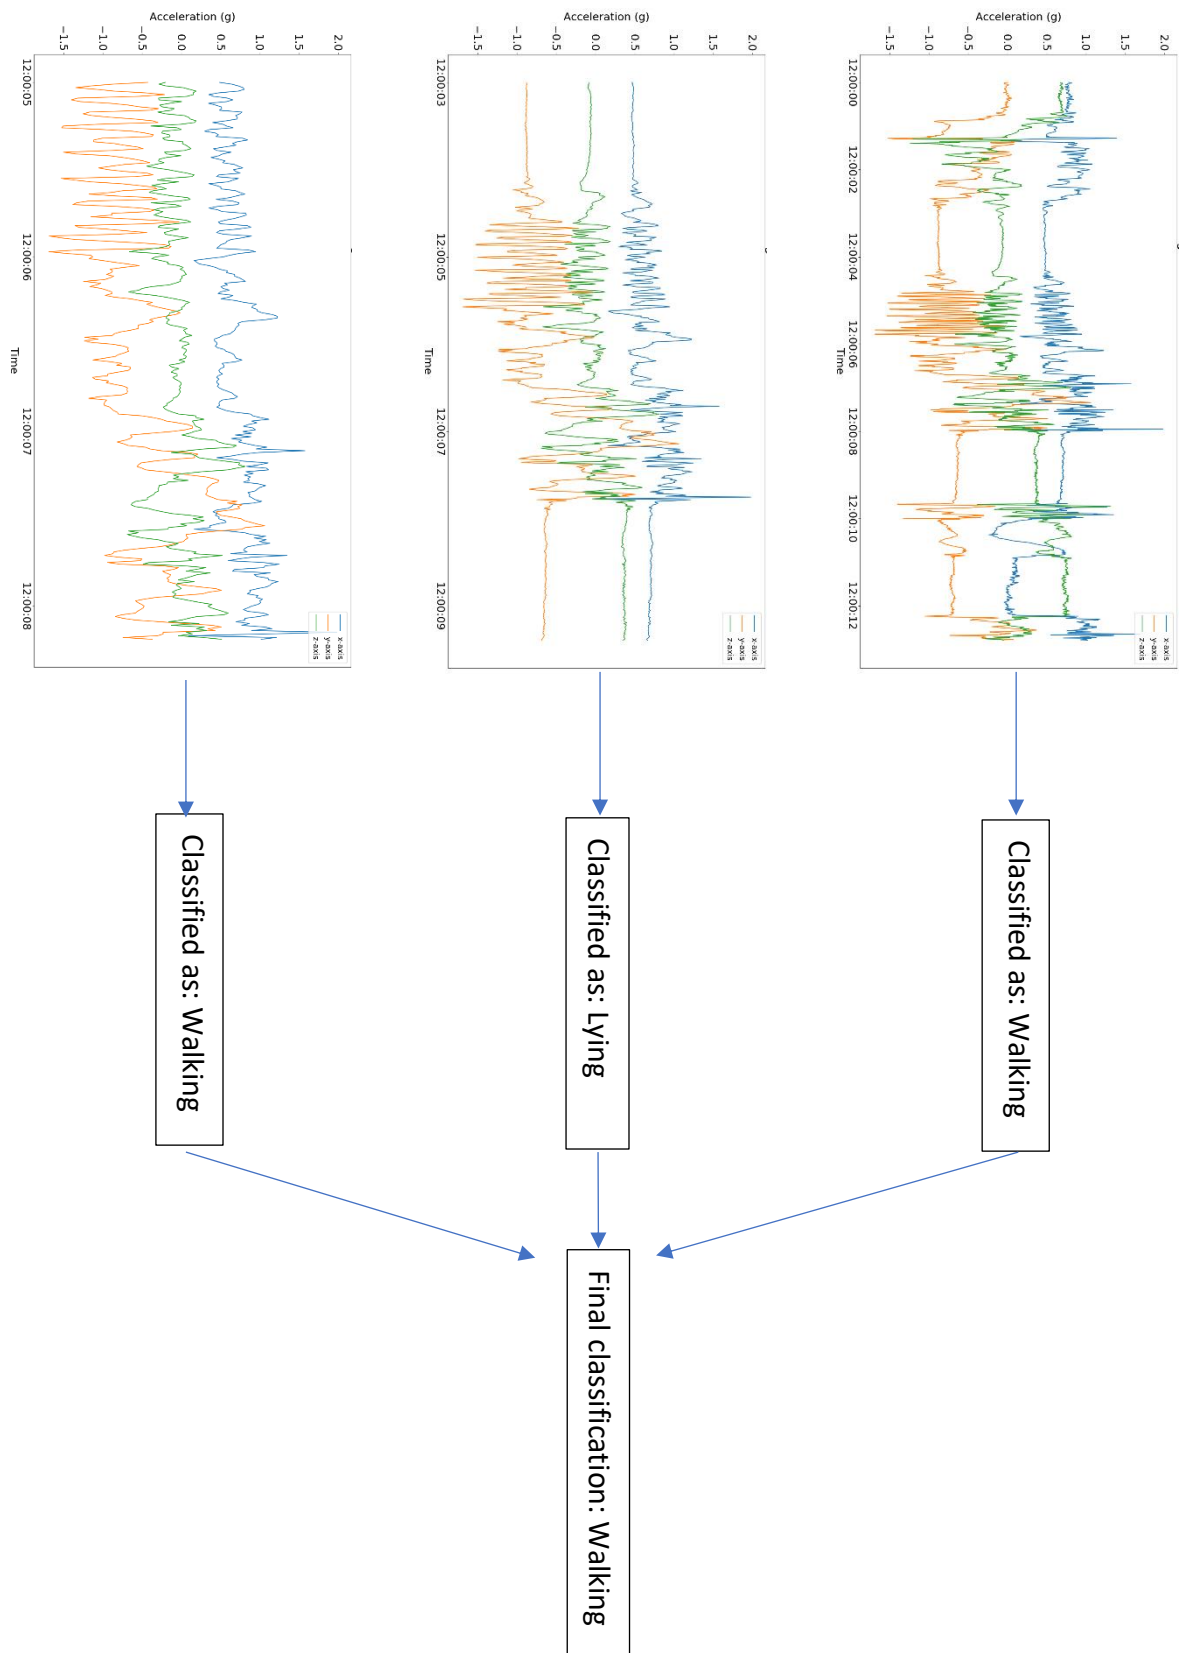 Acceleration (g)
2.0
1.5
1.0
0.5
0.0
−0.5
−1.0
−1.5
x-axis
y-axis
z-axis
12:00:00 12:00:02 12:00:04 12:00:06 12:00:08 12:00:10 12:00:12
Time
Classified as: Walking
Acceleration (g)
2.0
1.5
1.0
0.5
0.0
−0.5
−1.0
−1.5
x-axis
y-axis
z-axis
12:00:03 12:00:05 12:00:07 12:00:09
Time
Classified as: Lying
Final classification: Walking
Acceleration (g)
2.0
1.5
1.0
0.5
0.0
−0.5
−1.0
−1.5
x-axis
y-axis
z-axis
12:00:05 12:00:06 12:00:07 12:00:08
Time
Classified as: Walking